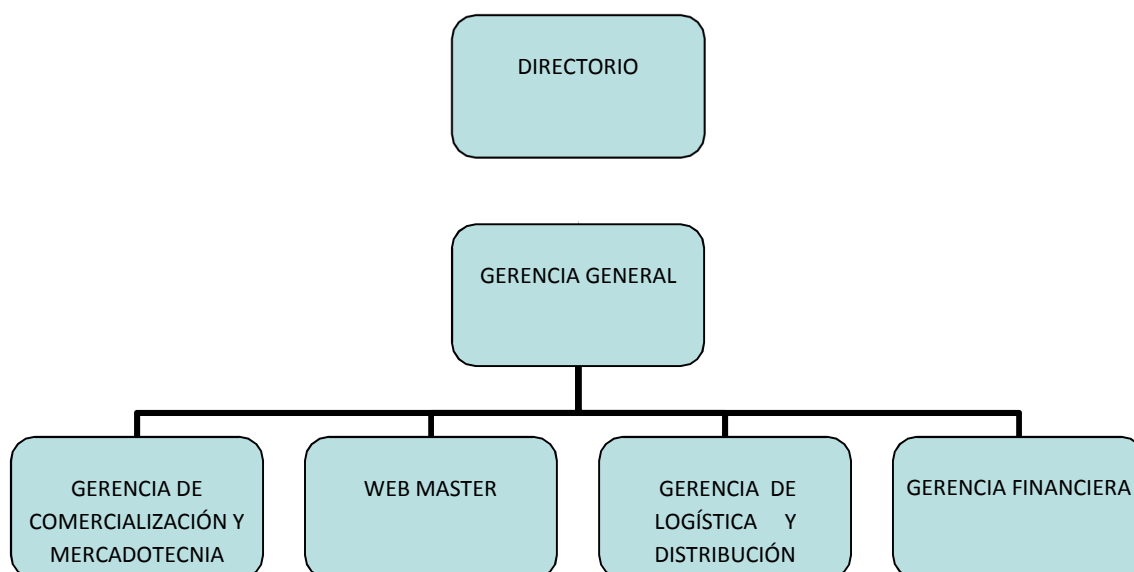 DIRECTORIO
GERENCIA GENERAL
GERENCIA DE
COMERCIALIZACIÓN Y
MERCADOTECNIA
WEB MASTER
GERENCIA DE
LOGÍSTICA Y
DISTRIBUCIÓN
GERENCIA FINANCIERA